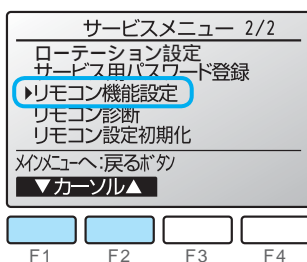 サービスメニュー 2/2
ローテーション設定
サービス用パスワード登録
▶リモコン機能設定
リモコン診断
リモコン設定初期化
メインメニューへ:戻るボタン
▼カーソル▲
F1 F2 F3 F4